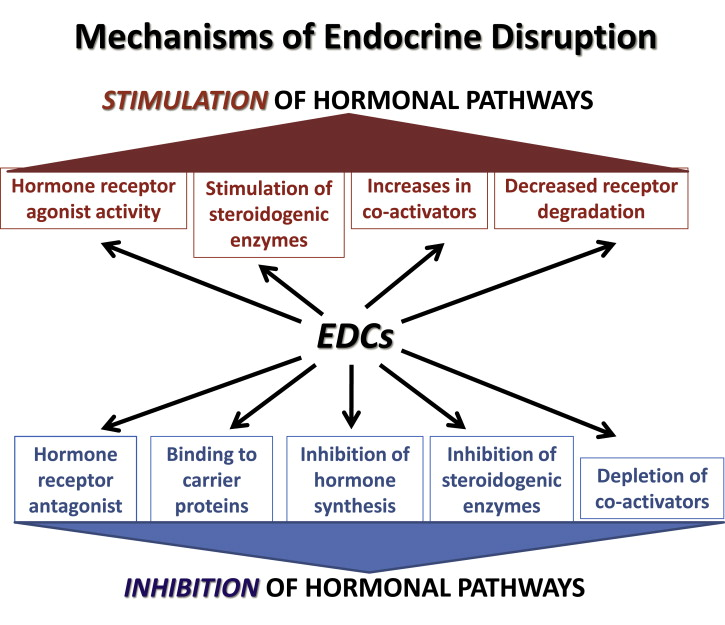 Mechanisms of Endocrine Disruption
STIMULATION OF HORMONAL PATHWAYS
Hormone receptor
agonist activity
Stimulation of
steroidogenic
enzymes
Increases in
co-activators
Decreased receptor
degradation
EDCs
Hormone
receptor
antagonist
Binding to
carrier
proteins
Inhibition of
hormone
synthesis
Inhibition of
steroidogenic
enzymes
Depletion of
co-activators
INHIBITION OF HORMONAL PATHWAYS